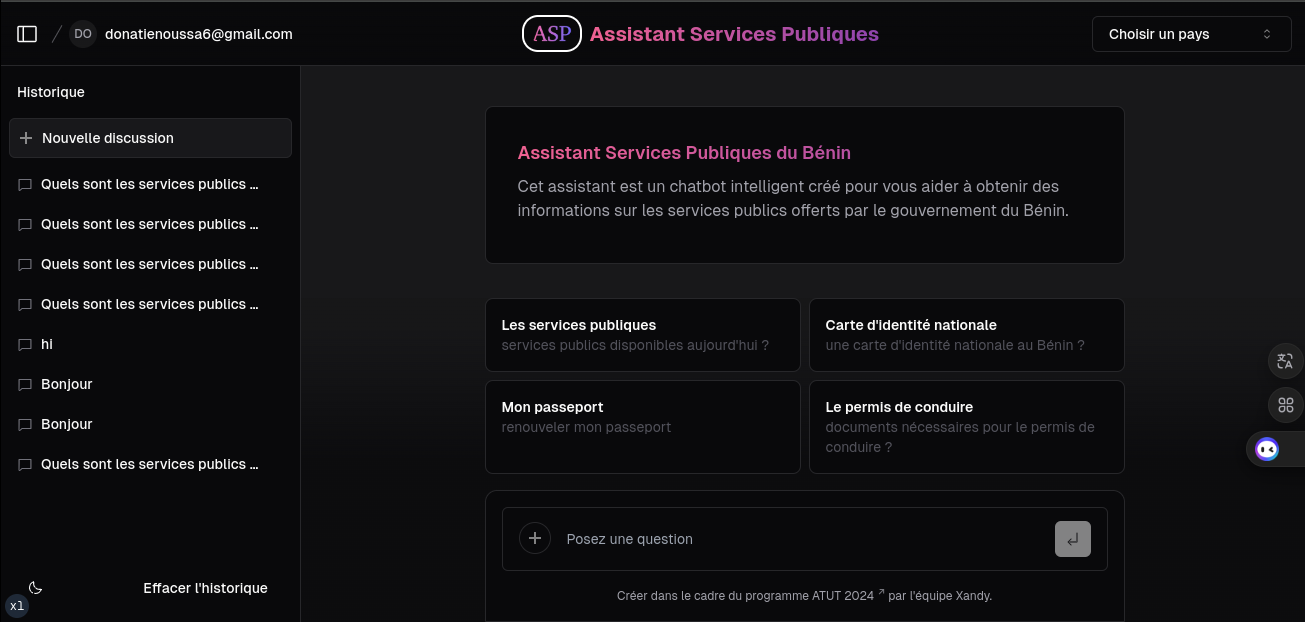 DO donatienoussa6@gmail.com
ASP Assistant Services Publiques
Choisir un pays
Historique
Nouvelle discussion
Quels sont les services publics ...
Quels sont les services publics ...
Quels sont les services publics ...
Quels sont les services publics ...
hi
Bonjour
Bonjour
Quels sont les services publics ...
Effacer l'historique
xl
Assistant Services Publiques du Bénin
Cet assistant est un chatbot intelligent créé pour vous aider à obtenir des
informations sur les services publics offerts par le gouvernement du Bénin.
Les services publiques
services publics disponibles aujourd'hui ?
Carte d'identité nationale
une carte d'identité nationale au Bénin ?
Mon passeport
renouveler mon passeport
Le permis de conduire
documents nécessaires pour le permis de
conduire ?
Posez une question
Créer dans le cadre du programme ATUT 2024 ↗ par l'équipe Xandy.